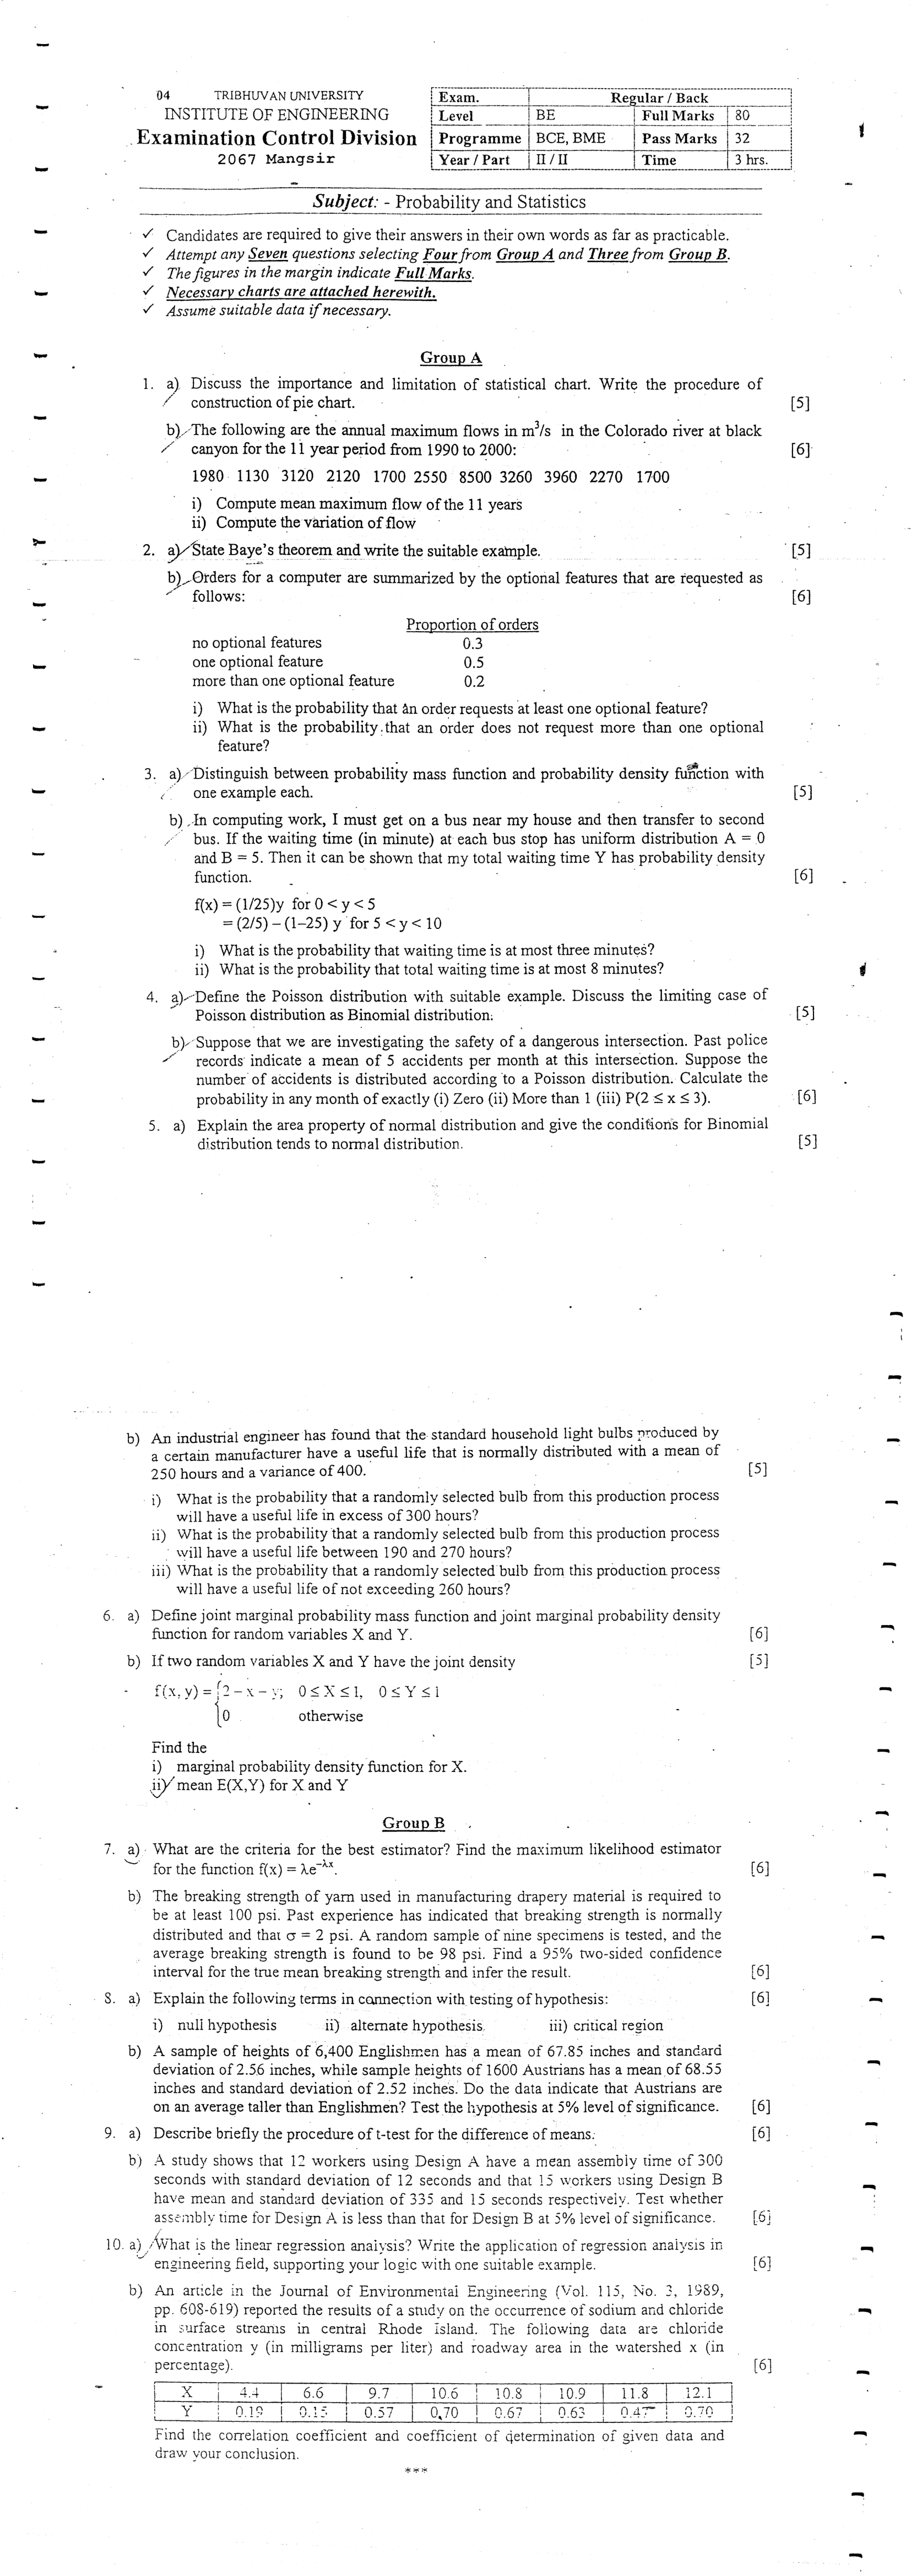 04 TRIBHUVAN UNIVERSITY
INSTITUTE OF ENGINEERING
Examination Control Division
2067 Mangsir
Exam. Regular / Back
Level BE Full Marks 80
Programme BCE, BME Pass Marks 32
Year / Part II / II Time 3 hrs.
Subject: - Probability and Statistics
✓ Candidates are required to give their answers in their own words as far as practicable.
✓ Attempt any Seven questions selecting Four from Group A and Three from Group B.
✓ The figures in the margin indicate Full Marks.
✓ Necessary charts are attached herewith.
✓ Assume suitable data if necessary.
Group A
1. a) Discuss the importance and limitation of statistical chart. Write the procedure of
construction of pie chart. [5]
b) The following are the annual maximum flows in m³/s in the Colorado river at black
canyon for the 11 year period from 1990 to 2000: [6]
1980 1130 3120 2120 1700 2550 8500 3260 3960 2270 1700
i) Compute mean maximum flow of the 11 years
ii) Compute the variation of flow
2. a) State Baye's theorem and write the suitable example. [5]
b) Orders for a computer are summarized by the optional features that are requested as
follows: [6]
Proportion of orders
no optional features 0.3
one optional feature 0.5
more than one optional feature 0.2
i) What is the probability that an order requests at least one optional feature?
ii) What is the probability that an order does not request more than one optional
feature?
3. a) Distinguish between probability mass function and probability density function with
one example each. [5]
b) In computing work, I must get on a bus near my house and then transfer to second
bus. If the waiting time (in minute) at each bus stop has uniform distribution A = 0
and B = 5. Then it can be shown that my total waiting time Y has probability density
function. [6]
f(x) = (1/25)y for 0 < y < 5
= (2/5) – (1–25) y for 5 < y < 10
i) What is the probability that waiting time is at most three minutes?
ii) What is the probability that total waiting time is at most 8 minutes?
4. a) Define the Poisson distribution with suitable example. Discuss the limiting case of
Poisson distribution as Binomial distribution. [5]
b) Suppose that we are investigating the safety of a dangerous intersection. Past police
records indicate a mean of 5 accidents per month at this intersection. Suppose the
number of accidents is distributed according to a Poisson distribution. Calculate the
probability in any month of exactly (i) Zero (ii) More than 1 (iii) P(2 ≤ x ≤ 3). [6]
5. a) Explain the area property of normal distribution and give the conditions for Binomial
distribution tends to normal distribution. [5]
b) An industrial engineer has found that the standard household light bulbs produced by
a certain manufacturer have a useful life that is normally distributed with a mean of
250 hours and a variance of 400. [5]
i) What is the probability that a randomly selected bulb from this production process
will have a useful life in excess of 300 hours?
ii) What is the probability that a randomly selected bulb from this production process
will have a useful life between 190 and 270 hours?
iii) What is the probability that a randomly selected bulb from this production process
will have a useful life of not exceeding 260 hours?
6. a) Define joint marginal probability mass function and joint marginal probability density
function for random variables X and Y. [6]
b) If two random variables X and Y have the joint density [5]
f(x, y) = {2 – x – y; 0 ≤ X ≤ 1, 0 ≤ Y ≤ 1
0 otherwise
Find the
i) marginal probability density function for X.
ii) mean E(X,Y) for X and Y
Group B
7. a) What are the criteria for the best estimator? Find the maximum likelihood estimator
for the function f(x) = λe⁻λˣ. [6]
b) The breaking strength of yarn used in manufacturing drapery material is required to
be at least 100 psi. Past experience has indicated that breaking strength is normally
distributed and that σ = 2 psi. A random sample of nine specimens is tested, and the
average breaking strength is found to be 98 psi. Find a 95% two-sided confidence
interval for the true mean breaking strength and infer the result. [6]
8. a) Explain the following terms in connection with testing of hypothesis: [6]
i) null hypothesis ii) alternate hypothesis iii) critical region
b) A sample of heights of 6,400 Englishmen has a mean of 67.85 inches and standard
deviation of 2.56 inches, while sample heights of 1600 Austrians has a mean of 68.55
inches and standard deviation of 2.52 inches. Do the data indicate that Austrians are
on an average taller than Englishmen? Test the hypothesis at 5% level of significance. [6]
9. a) Describe briefly the procedure of t-test for the difference of means. [6]
b) A study shows that 12 workers using Design A have a mean assembly time of 300
seconds with standard deviation of 12 seconds and that 15 workers using Design B
have mean and standard deviation of 335 and 15 seconds respectively. Test whether
assembly time for Design A is less than that for Design B at 5% level of significance. [6]
10. a) What is the linear regression analysis? Write the application of regression analysis in
engineering field, supporting your logic with one suitable example. [6]
b) An article in the Journal of Environmental Engineering (Vol. 115, No. 3, 1989,
pp. 608-619) reported the results of a study on the occurrence of sodium and chloride
in surface streams in central Rhode Island. The following data are chloride
concentration y (in milligrams per liter) and roadway area in the watershed x (in
percentage). [6]
X 4.4 6.6 9.7 10.6 10.8 10.9 11.8 12.1
Y 0.19 0.15 0.57 0.70 0.67 0.63 0.47 0.70
Find the correlation coefficient and coefficient of determination of given data and
draw your conclusion.
***